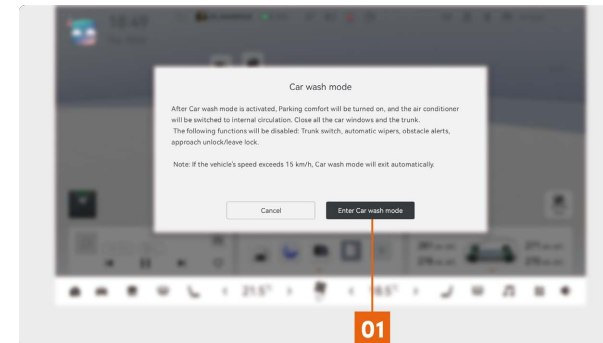 Car wash mode
After Car wash mode is activated, Parking comfort will be turned on, and the air conditioner
will be switched to internal circulation. Close all the car windows and the trunk.
The following functions will be disabled: Trunk switch, automatic wipers, obstacle alerts,
approach unlock/leave lock.
Note: If the vehicle's speed exceeds 15 km/h, Car wash mode will exit automatically.
Cancel
Enter Car wash mode
01